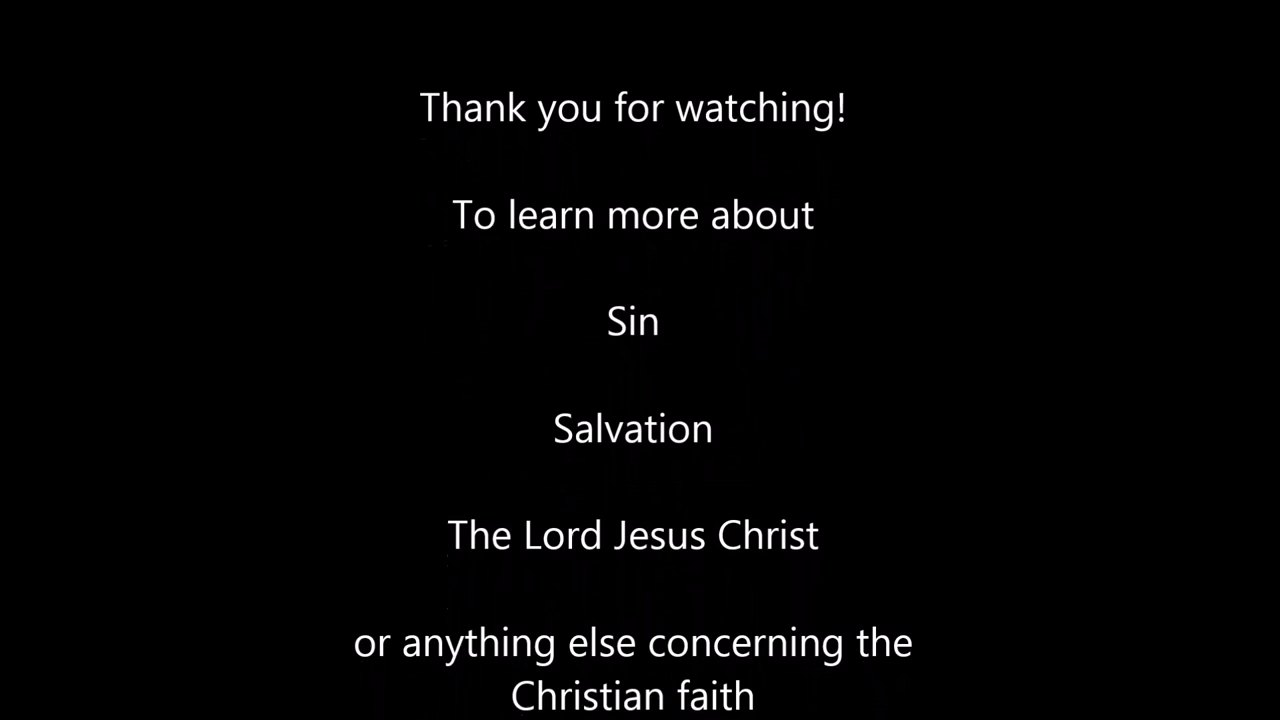 Thank you for watching!
To learn more about
Sin
Salvation
The Lord Jesus Christ
or anything else concerning the
Christian faith